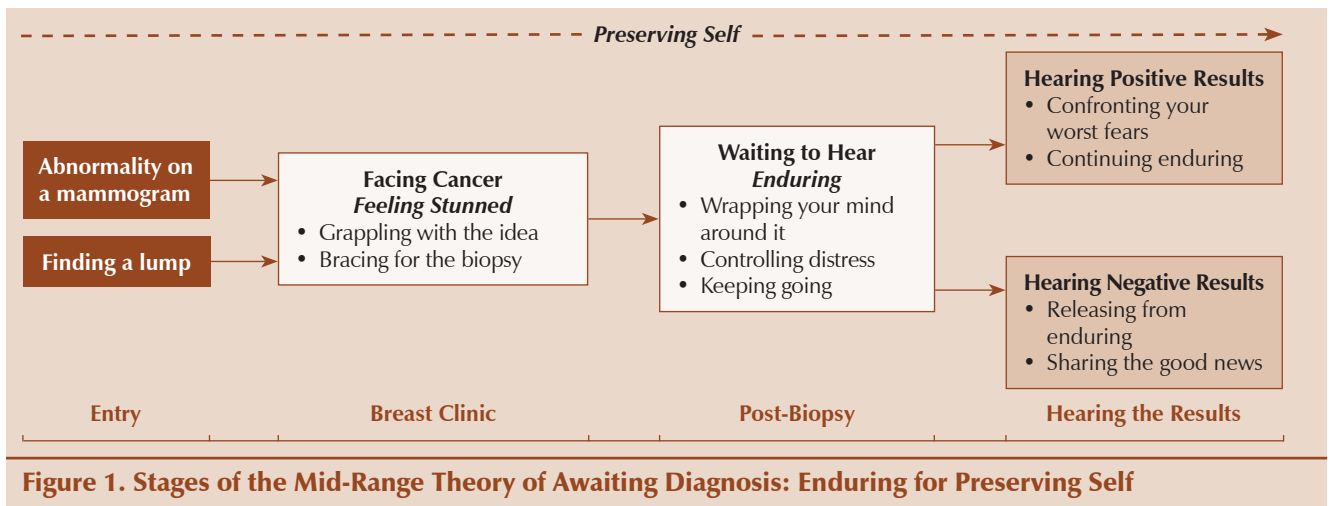 Preserving Self
Abnormality on
a mammogram
Finding a lump
Facing Cancer
Feeling Stunned
• Grappling with the idea
• Bracing for the biopsy
Waiting to Hear
Enduring
• Wrapping your mind
around it
• Controlling distress
• Keeping going
Hearing Positive Results
• Confronting your
worst fears
• Continuing enduring
Hearing Negative Results
• Releasing from
enduring
• Sharing the good news
Entry
Breast Clinic
Post-Biopsy
Hearing the Results
Figure 1. Stages of the Mid-Range Theory of Awaiting Diagnosis: Enduring for Preserving Self